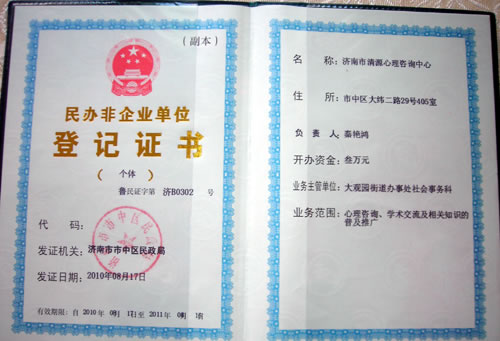 （副本）
民办非企业单位
登记证书
（ 个体 ）
鲁民证字第 济B0302 号
代 码：
发证机关：济南市市中区民政局
发证日期：2010年08月17日
有效期限：自 2010 年
名 称：济南市清源心理咨询中心
住 所：市中区大纬二路29号495室
负 责 人：秦艳鸿
开办资金：叁万元
业务主管单位：大观园街道办事处社会事务科
业务范围：心理咨询、学术交流及相关知识的
普及推广